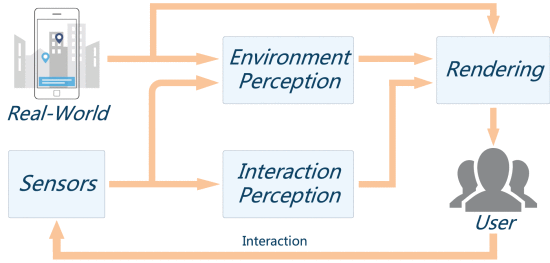 Environment
Perception
Rendering
Real-World
Sensors
Interaction
Perception
User
Interaction